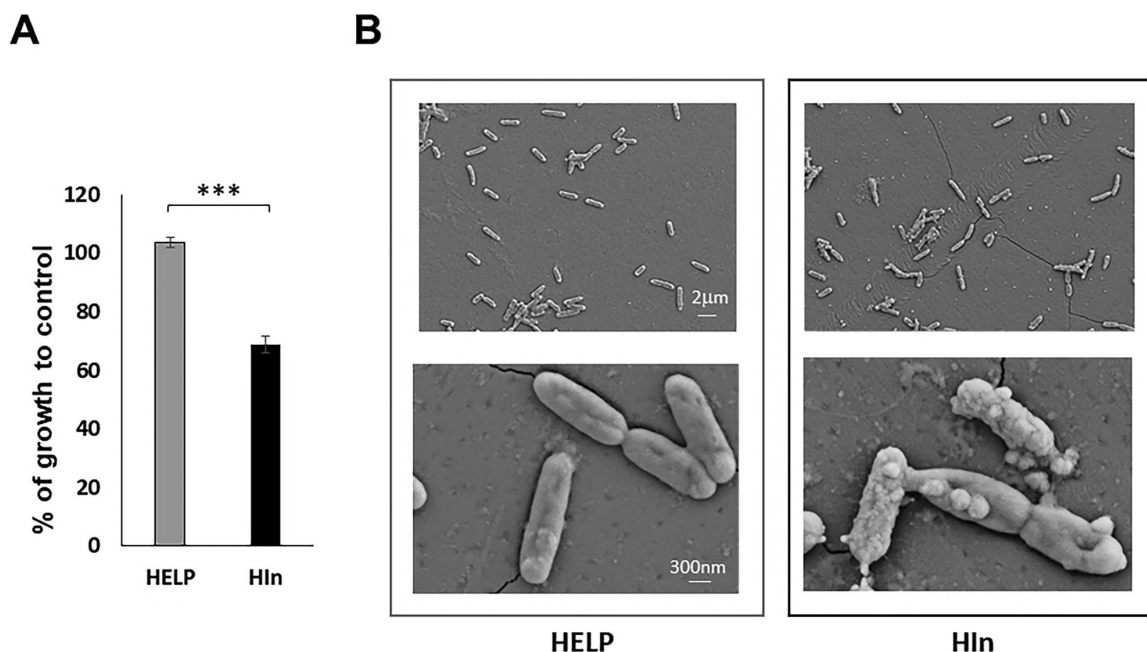 A
B
% of growth to control
120
100
80
60
40
20
0
***
HELP
HIn
2μm
300nm
HELP
HIn